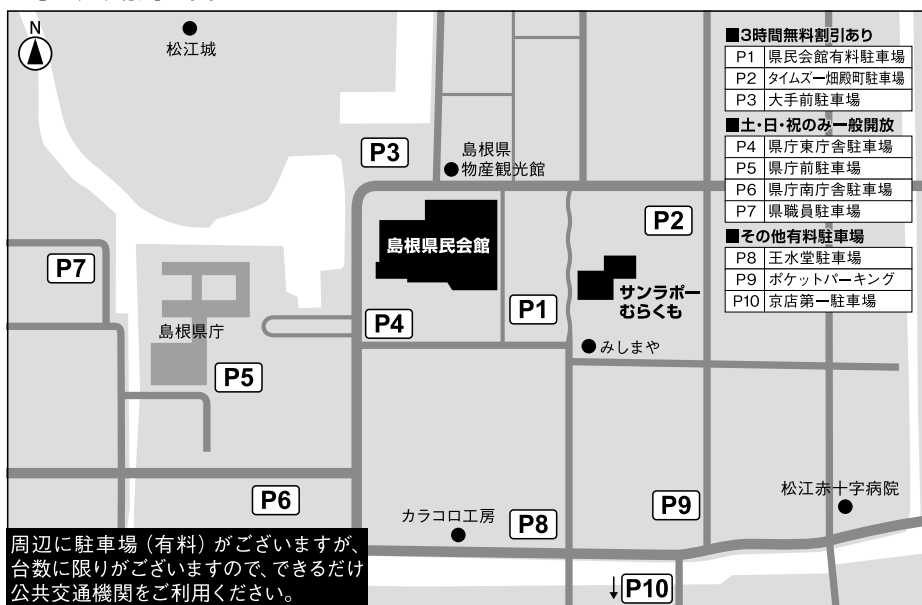 N
松江城
■3時間無料割引あり
P1 県民会館有料駐車場
P2 タイムズ一畑殿町駐車場
P3 大手前駐車場
■土・日・祝のみ一般開放
P4 県庁東庁舎駐車場
P5 県庁前駐車場
P6 県庁南庁舎駐車場
P7 県職員駐車場
■その他有料駐車場
P8 王水堂駐車場
P9 ポケットパーキング
P10 京店第一駐車場
P3
島根県
物産観光館
P2
島根県民会館
P7
サンラポー
むらくも
P1
P4
島根県庁
みしまや
P5
P6
P9
松江赤十字病院
カラコロ工房
P8
周辺に駐車場(有料)がございますが、
台数に限りがございますので、できるだけ
公共交通機関をご利用ください。
↓P10